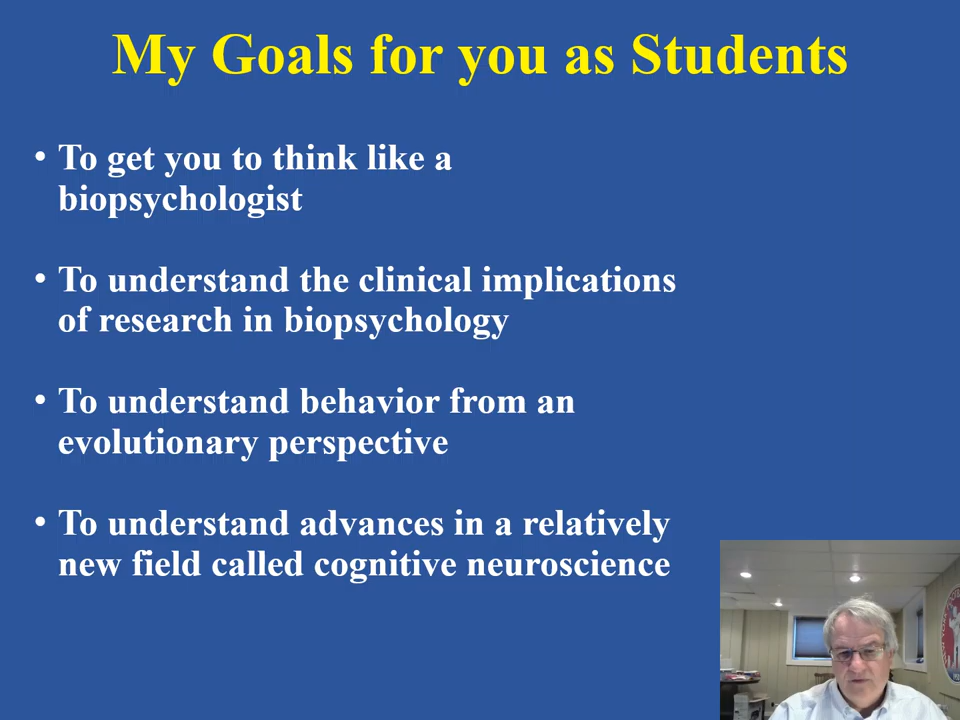 My Goals for you as Students
• To get you to think like a
biopsychologist
• To understand the clinical implications
of research in biopsychology
• To understand behavior from an
evolutionary perspective
• To understand advances in a relatively
new field called cognitive neuroscience